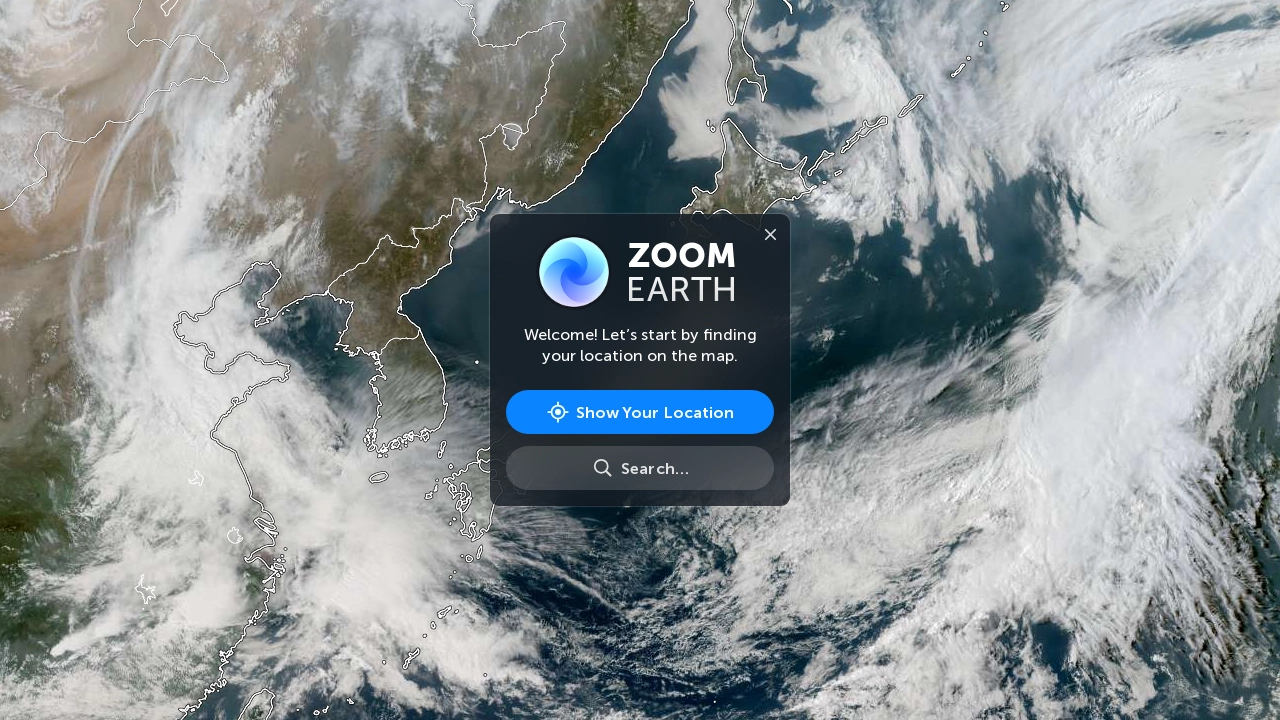 ZOOM
EARTH
Welcome! Let’s start by finding
your location on the map.
Show Your Location
Search...